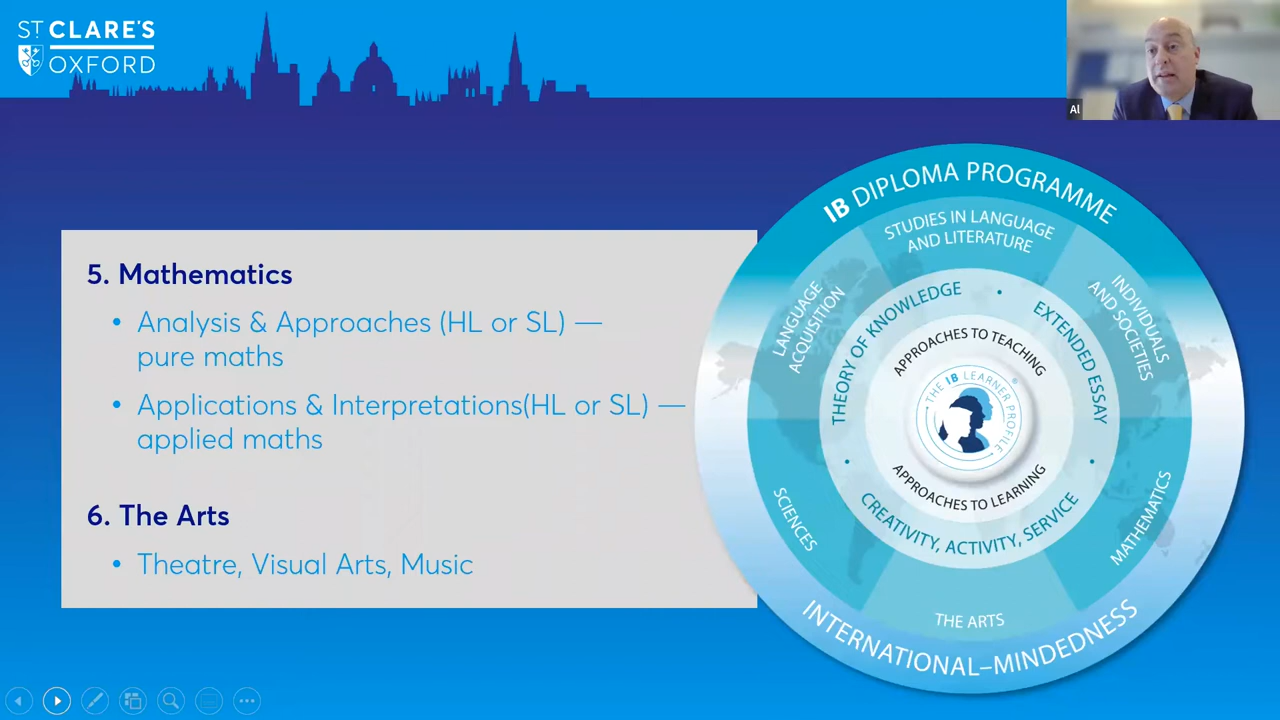 ST CLARE'S
OXFORD
Al
5. Mathematics
• Analysis & Approaches (HL or SL) —
pure maths
• Applications & Interpretations(HL or SL) —
applied maths
6. The Arts
• Theatre, Visual Arts, Music
IB DIPLOMA PROGRAMME
STUDIES IN LANGUAGE
AND LITERATURE
LANGUAGE
ACQUISITION
INDIVIDUALS
AND SOCIETIES
THEORY OF KNOWLEDGE
EXTENDED ESSAY
APPROACHES TO TEACHING
THE IB LEARNER PROFILE
®
APPROACHES TO LEARNING
CREATIVITY, ACTIVITY, SERVICE
SCIENCES
MATHEMATICS
THE ARTS
INTERNATIONAL–MINDEDNESS